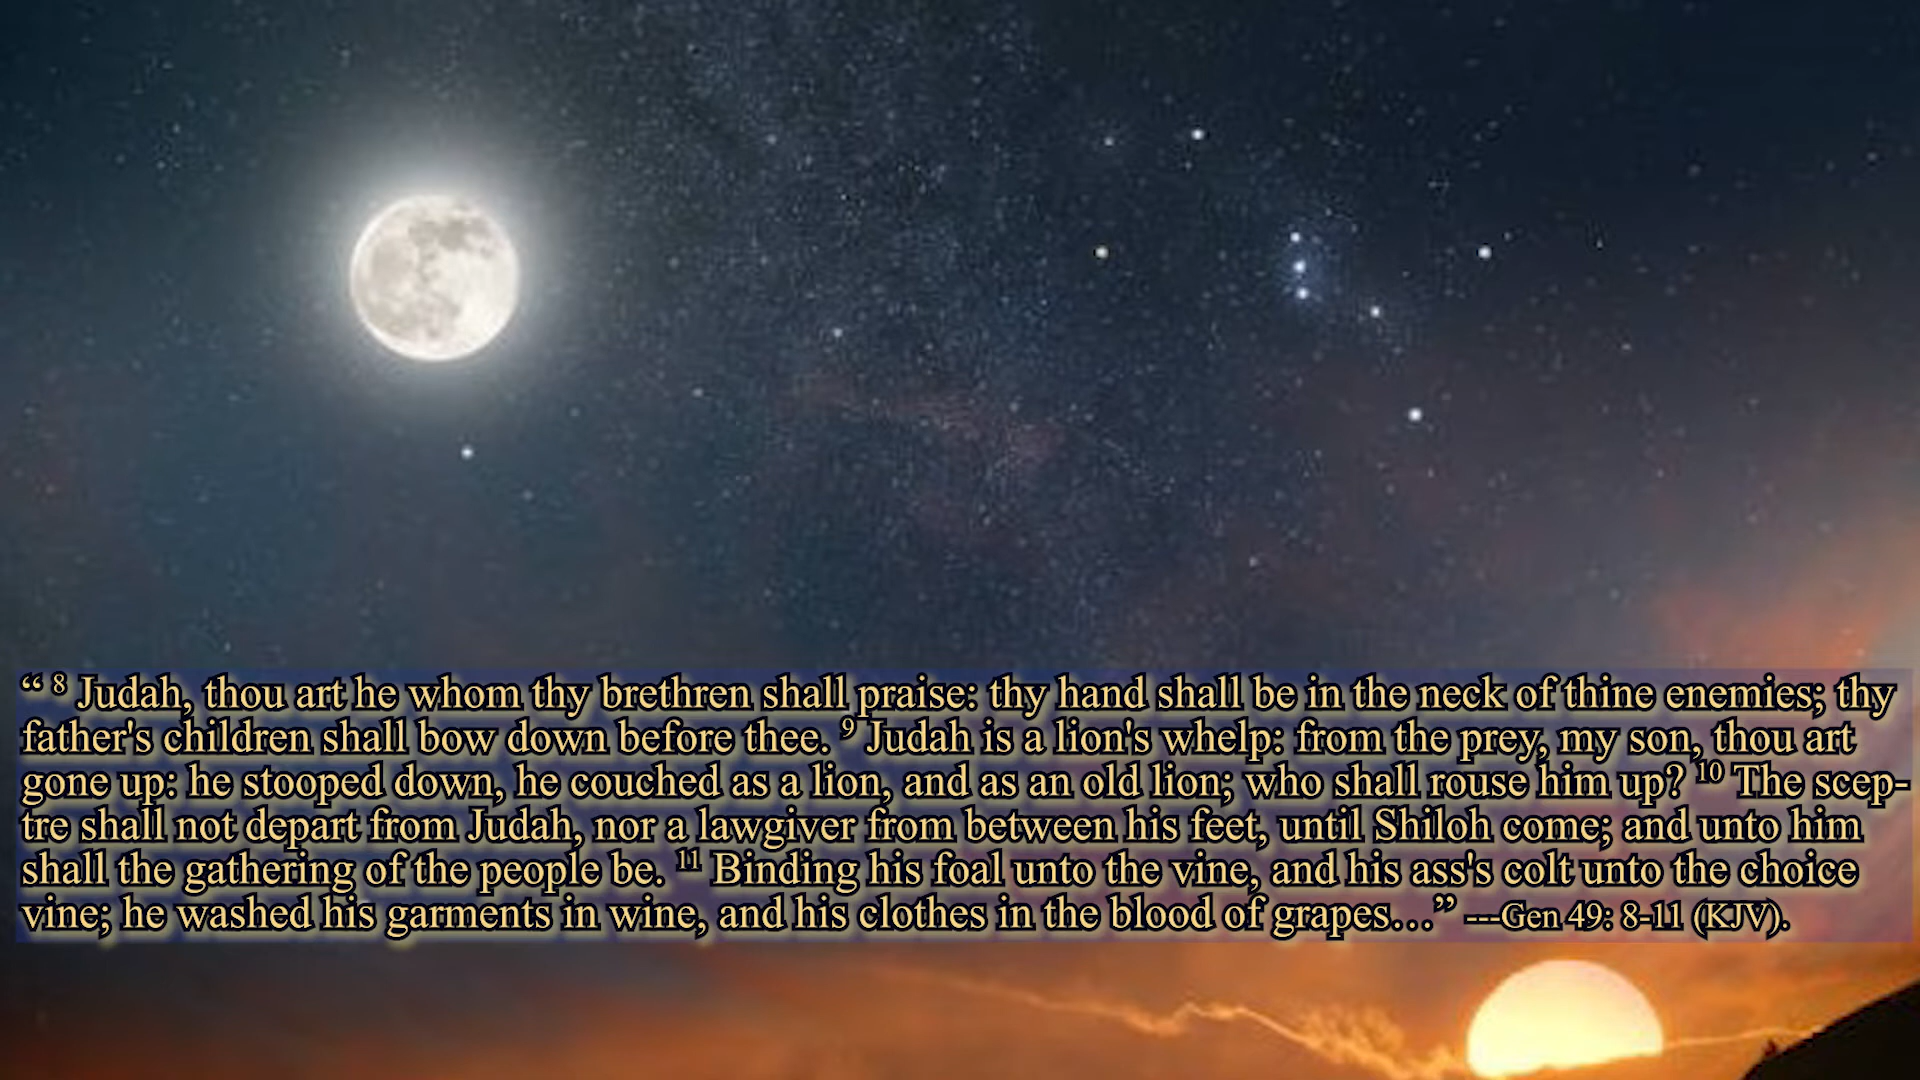 “ 8 Judah, thou art he whom thy brethren shall praise: thy hand shall be in the neck of thine enemies; thy
father's children shall bow down before thee. 9 Judah is a lion's whelp: from the prey, my son, thou art
gone up: he stooped down, he couched as a lion, and as an old lion; who shall rouse him up? 10 The scep-
tre shall not depart from Judah, nor a lawgiver from between his feet, until Shiloh come; and unto him
shall the gathering of the people be. 11 Binding his foal unto the vine, and his ass's colt unto the choice
vine; he washed his garments in wine, and his clothes in the blood of grapes…” ---Gen 49: 8-11 (KJV).